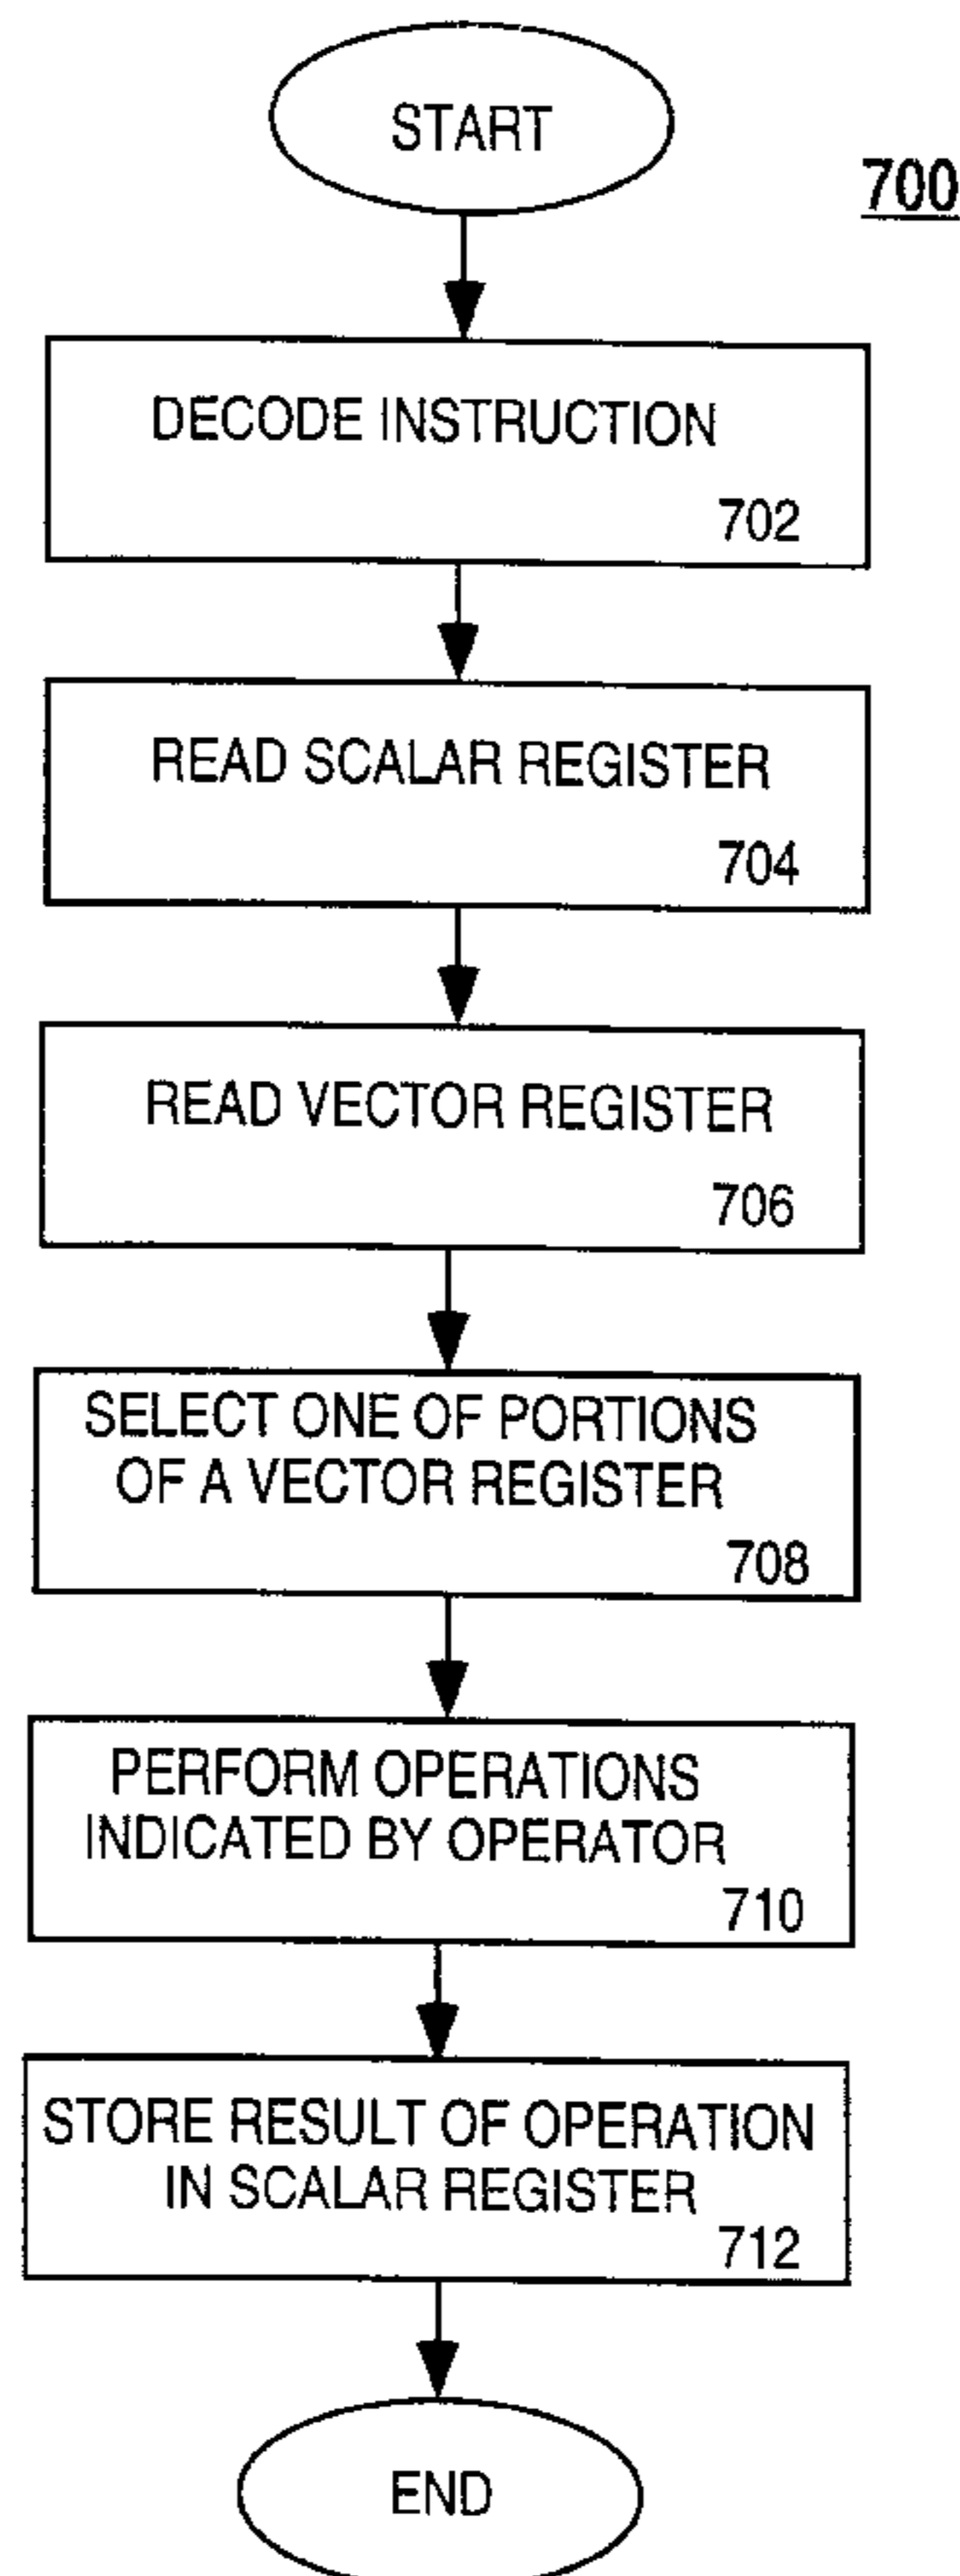 START
700
DECODE INSTRUCTION
702
READ SCALAR REGISTER
704
READ VECTOR REGISTER
706
SELECT ONE OF PORTIONS
OF A VECTOR REGISTER
708
PERFORM OPERATIONS
INDICATED BY OPERATOR
710
STORE RESULT OF OPERATION
IN SCALAR REGISTER
712
END